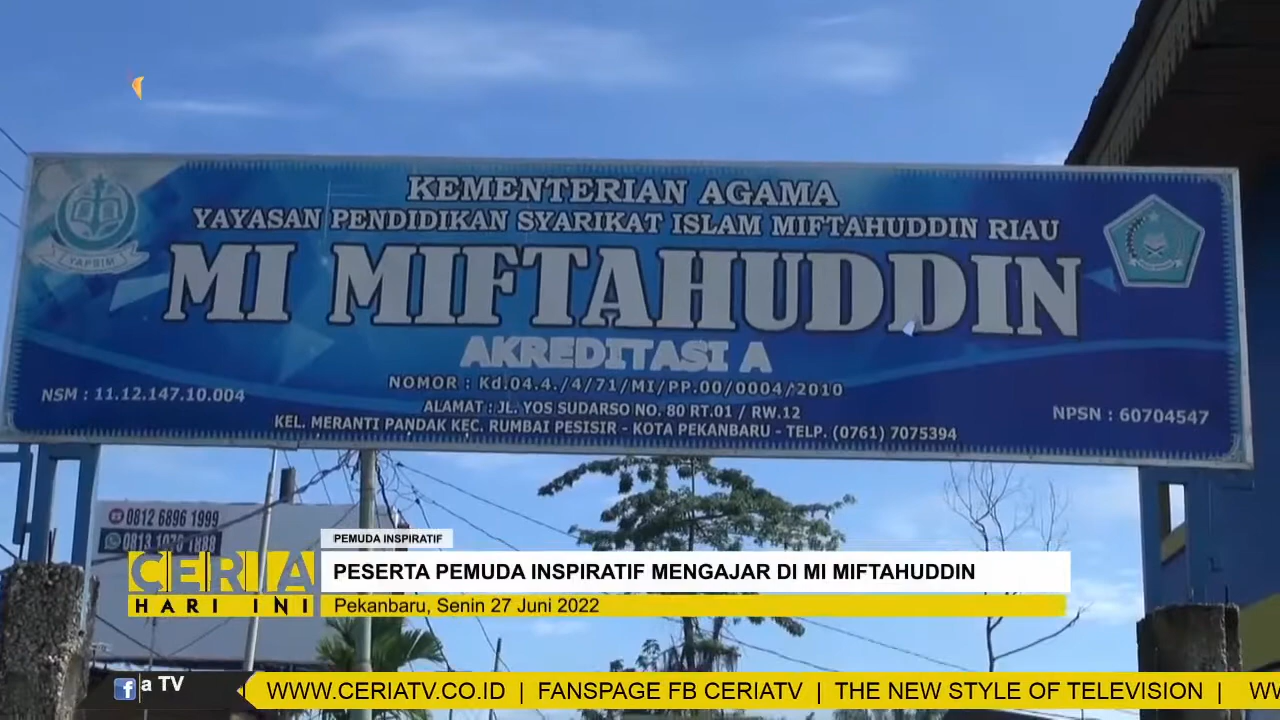 KEMENTERIAN AGAMA
YAYASAN PENDIDIKAN SYARIKAT ISLAM MIFTAHUDDIN RIAU
YAPSIM
MI MIFTAHUDDIN
AKREDITASI A
NOMOR : Kd.04.4./4/71/MI/PP.00/0004/2010
NSM : 11.12.147.10.004
ALAMAT : JL. YOS SUDARSO NO. 80 RT.01 / RW.12
NPSN : 60704547
KEL. MERANTI PANDAK KEC. RUMBAI PESISIR - KOTA PEKANBARU - TELP. (0761) 7075394
0812 6896 1999
PEMUDA INSPIRATIF
CERIA
HARI INI
PESERTA PEMUDA INSPIRATIF MENGAJAR DI MI MIFTAHUDDIN
Pekanbaru, Senin 27 Juni 2022
a TV
WWW.CERIATV.CO.ID | FANSPAGE FB CERIATV | THE NEW STYLE OF TELEVISION |